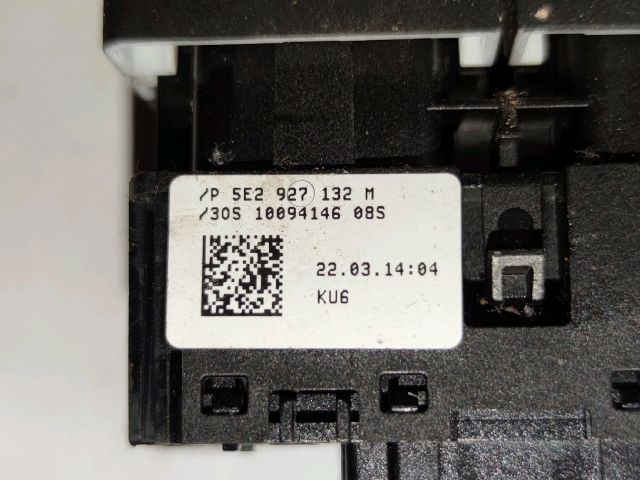 /P 5E2 927 132 M
/30S 10094146 08S
22.03.14:04
KU6